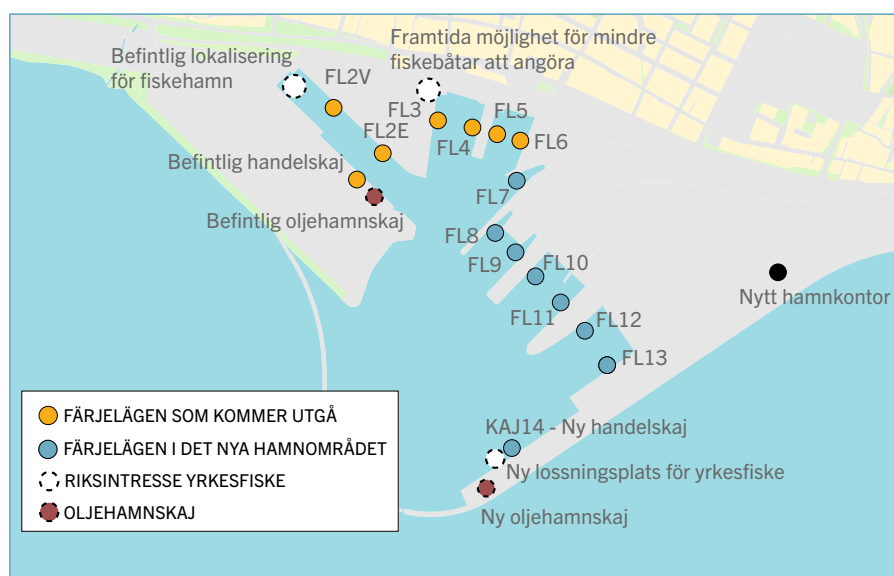 Framtida möjlighet för mindre
fiskebåtar att angöra
Befintlig lokalisering
för fiskehamn
FL2V
FL3
FL5
FL2E
FL4
FL6
Befintlig handelskaj
FL7
Befintlig oljehamnskaj
FL8
FL9
FL10
Nytt hamnkontor
FL11
FL12
FL13
FÄRJELÄGEN SOM KOMMER UTGÅ
FÄRJELÄGEN I DET NYA HAMNOMRÅDET
RIKSINTRESSE YRKESFISKE
OLJEHAMNSKAJ
KAJ14 - Ny handelskaj
Ny lossningsplats för yrkesfiske
Ny oljehamnskaj